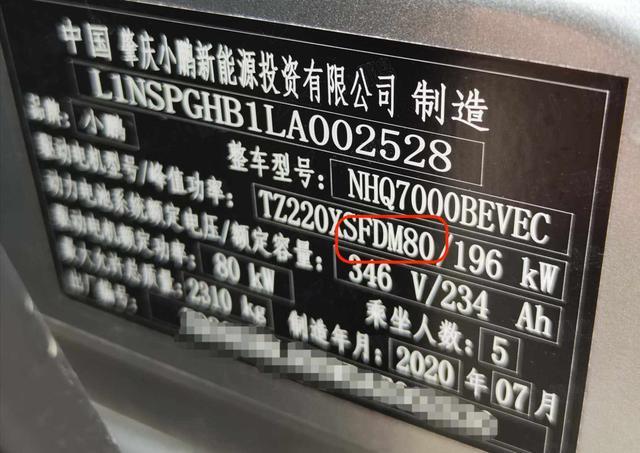 中国 肇庆小鹏新能源投资有限公司 制造
L1NSPGHB1LA002528
品牌：小鹏 整车型号：NHQ7000BEVEC
驱动电机型号/峰值功率：TZ220XSFDM80/196 kW
动力电池系统额定电压/额定容量：346 V/234 Ah
驱动电机额定功率：80 kW 乘坐人数：5
最大允许总质量：2310 kg 制造年月：2020 年 07 月
出厂编号：